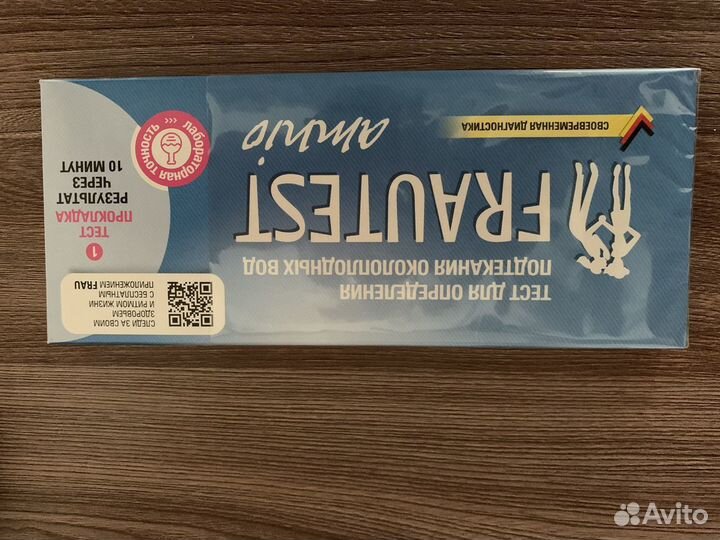 ТЕСТ ДЛЯ ОПРЕДЕЛЕНИЯ
ПОДТЕКАНИЯ ОКОЛОПЛОДНЫХ ВОД
FRAUTEST
amnio
СВОЕВРЕМЕННАЯ ДИАГНОСТИКА
СЛЕДИ ЗА СВОИМ
ЗДОРОВЬЕМ
И РИТМОМ ЖИЗНИ
С БЕСПЛАТНЫМ
ПРИЛОЖЕНИЕМ FRAU
1
ТЕСТ
ПРОКЛАДКА
РЕЗУЛЬТАТ
ЧЕРЕЗ
10 МИНУТ
лабораторная точность >>>
Avito